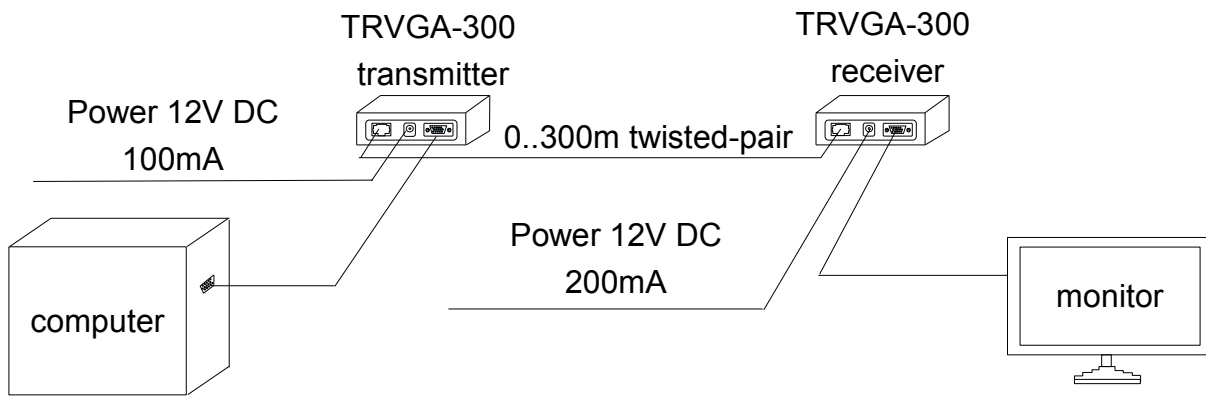 TRVGA-300
transmitter
TRVGA-300
receiver
Power 12V DC
100mA
0..300m twisted-pair
Power 12V DC
200mA
computer
monitor